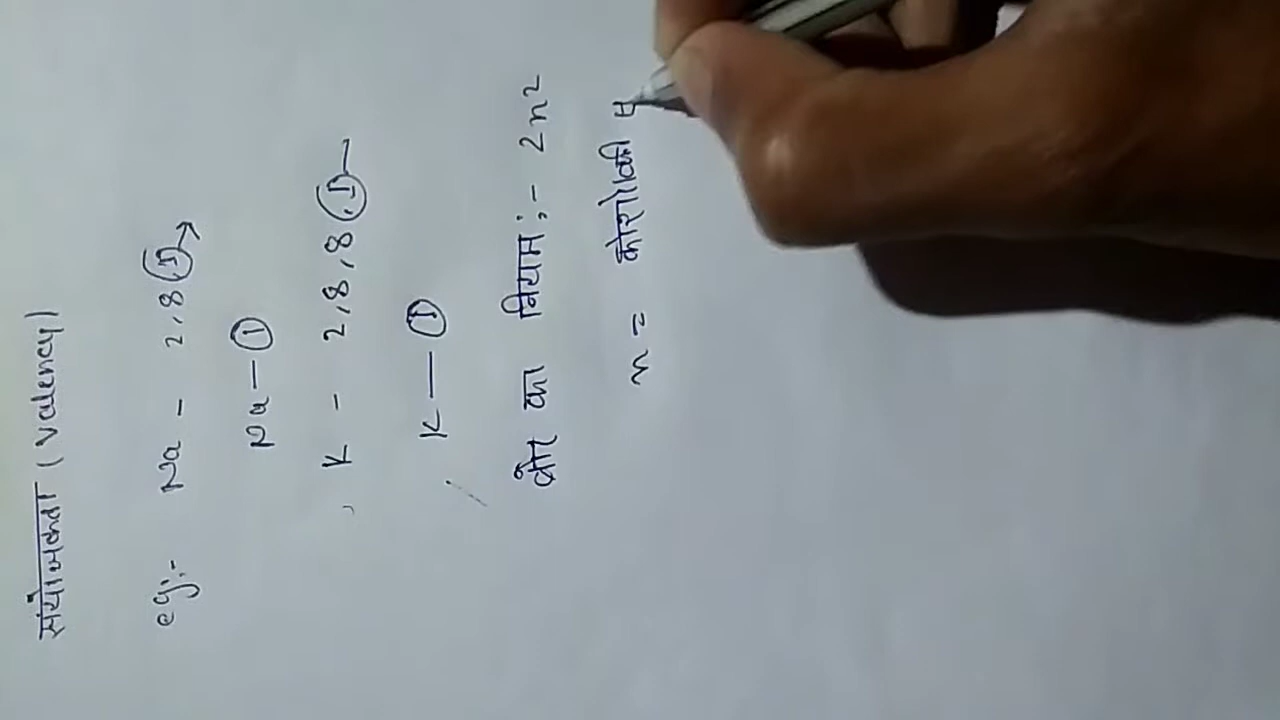 संयोजकता (Valency)
eg:- Na - 2,8,1
Na - 1
K - 2,8,8,1
K - 1
बोर का नियम:- 2n²
n = कोशो की